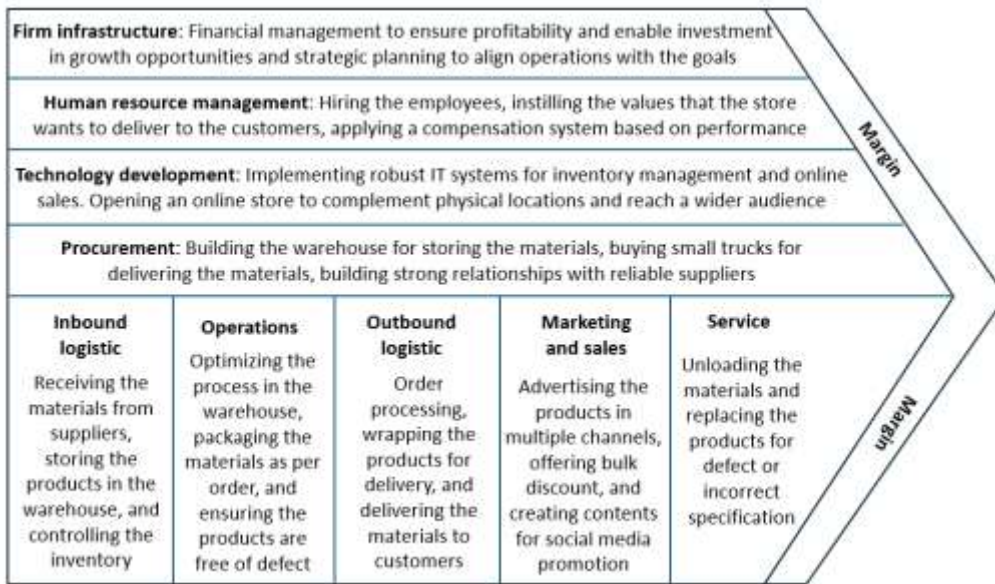 Firm infrastructure: Financial management to ensure profitability and enable investment
in growth opportunities and strategic planning to align operations with the goals
Human resource management: Hiring the employees, instilling the values that the store
wants to deliver to the customers, applying a compensation system based on performance
Technology development: Implementing robust IT systems for inventory management and online
sales. Opening an online store to complement physical locations and reach a wider audience
Procurement: Building the warehouse for storing the materials, buying small trucks for
delivering the materials, building strong relationships with reliable suppliers
Margin
Inbound
logistic
Receiving the
materials from
suppliers,
storing the
products in the
warehouse, and
controlling the
inventory
Operations
Optimizing the
process in the
warehouse,
packaging the
materials as per
order, and
ensuring the
products are
free of defect
Outbound
logistic
Order
processing,
wrapping the
products for
delivery, and
delivering the
materials to
customers
Marketing
and sales
Advertising the
products in
multiple channels,
offering bulk
discount, and
creating contents
for social media
promotion
Service
Unloading the
materials and
replacing the
products for
defect or
incorrect
specification
Margin